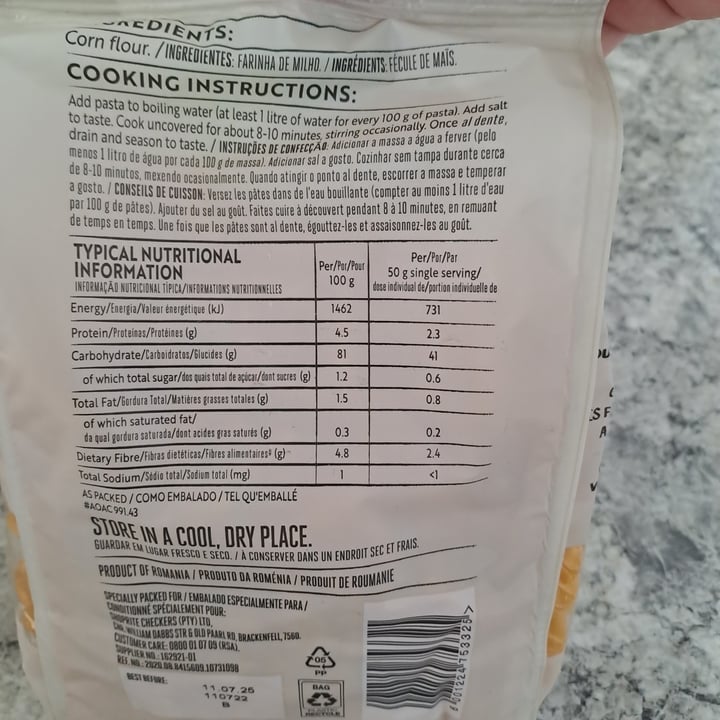 INGREDIENTS:
Corn flour. / INGREDIENTES: FARINHA DE MILHO. / INGRÉDIENTS: FÉCULE DE MAÏS.
COOKING INSTRUCTIONS:
Add pasta to boiling water (at least 1 litre of water for every 100 g of pasta). Add salt
to taste. Cook uncovered for about 8-10 minutes, stirring occasionally. Once al dente,
drain and season to taste. / INSTRUÇÕES DE CONFECÇÃO: Adicionar a massa a água a ferver (pelo
menos 1 litro de água por cada 100 g de massa). Adicionar sal a gosto. Cozinhar sem tampa durante cerca
de 8-10 minutos, mexendo ocasionalmente. Quando atingir o ponto al dente, escorrer a massa e temperar
a gosto. / CONSEILS DE CUISSON: Versez les pâtes dans de l'eau bouillante (compter au moins 1 litre d'eau
par 100 g de pâtes). Ajouter du sel au goût. Faites cuire à découvert pendant 8 à 10 minutes, en remuant
de temps en temps. Une fois que les pâtes sont al dente, égouttez-les et assaisonnez-les au goût.
TYPICAL NUTRITIONAL
INFORMATION
INFORMAÇÃO NUTRICIONAL TÍPICA/INFORMATIONS NUTRITIONNELLES
Per/Por/Pour
100 g
Per/Por/Par
50 g single serving/
dose individual de/portion individuelle de
Energy/Energia/Valeur énergétique (kJ) 1462 731
Protein/Proteínas/Protéines (g) 4.5 2.3
Carbohydrate/Carboidratos/Glucides (g) 81 41
of which total sugar/dos quais total de açúcar/dont sucres (g) 1.2 0.6
Total Fat/Gordura Total/Matières grasses totales (g) 1.5 0.8
of which saturated fat/
da qual gordura saturada/dont acides gras saturés (g) 0.3 0.2
Dietary Fibre/Fibras dietéticas/Fibres alimentaires# (g) 4.8 2.4
Total Sodium/Sódio total/Sodium total (mg) 1 <1
AS PACKED / COMO EMBALADO / TEL QU'EMBALLÉ
#AOAC 991.43
STORE IN A COOL, DRY PLACE.
GUARDAR EM LUGAR FRESCO E SECO. / À CONSERVER DANS UN ENDROIT SEC ET FRAIS.
PRODUCT OF ROMANIA / PRODUTO DA ROMÉNIA / PRODUIT DE ROUMANIE
SPECIALLY PACKED FOR / EMBALADO ESPECIALMENTE PARA /
CONDITIONNÉ SPÉCIALEMENT POUR:
SHOPRITE CHECKERS (PTY) LTD,
CNR. WILLIAM DABBS STR & OLD PAARL RD, BRACKENFELL, 7560.
CUSTOMER CARE: 0800 01 07 09 (RSA).
SUPPLIER NO.: 162921-01
REF. NO.: 2020.08.8415609.10731098
BEST BEFORE:
11.07.25
110722
B
05
PP
BAG
PLASTIC
RECYCLE
6001224753325>